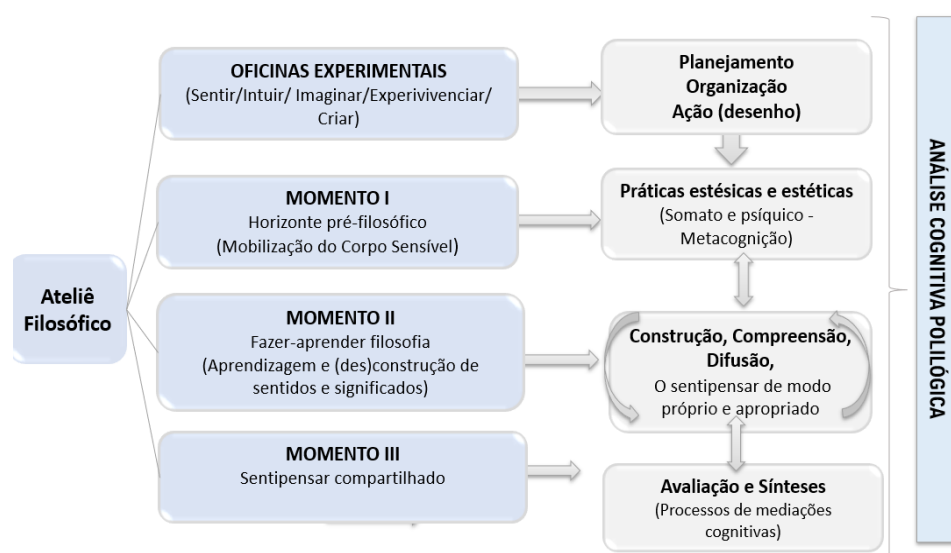 Ateliê
Filosófico
OFICINAS EXPERIMENTAIS
(Sentir/Intuir/ Imaginar/Experivivenciar/
Criar)
MOMENTO I
Horizonte pré-filosófico
(Mobilização do Corpo Sensível)
MOMENTO II
Fazer-aprender filosofia
(Aprendizagem e (des)construção de
sentidos e significados)
MOMENTO III
Sentipensar compartilhado
Planejamento
Organização
Ação (desenho)
Práticas estésicas e estéticas
(Somato e psíquico -
Metacognição)
Construção, Compreensão,
Difusão,
O sentipensar de modo
próprio e apropriado
Avaliação e Sínteses
(Processos de mediações
cognitivas)
ANÁLISE COGNITIVA POLILÓGICA